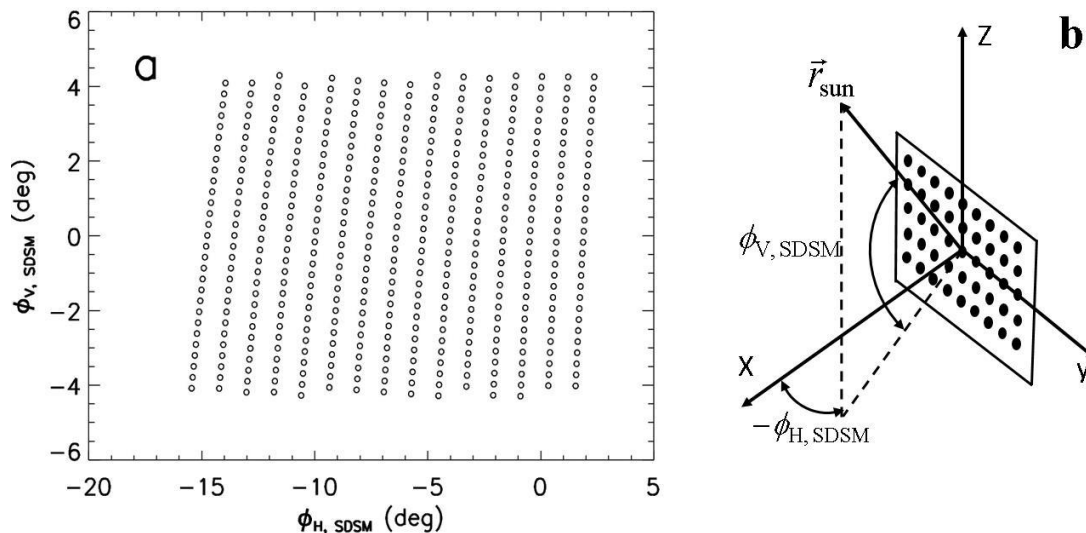 a
6
4
2
0
−2
−4
−6
ϕV, SDSM (deg)
−20 −15 −10 −5 0 5
ϕH, SDSM (deg)
b
Z
r⃗sun
ϕV, SDSM
X
y
−ϕH, SDSM